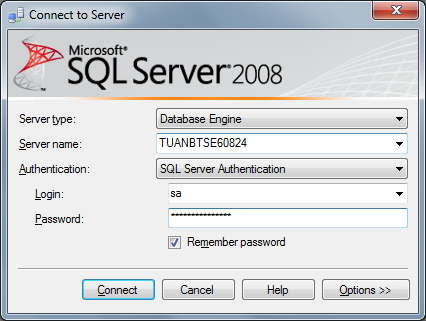 Connect to Server
Microsoft®
SQL Server® 2008
Server type: Database Engine
Server name: TUANBTSE60824
Authentication: SQL Server Authentication
Login: sa
Password: ***************
Remember password
Connect Cancel Help Options >>